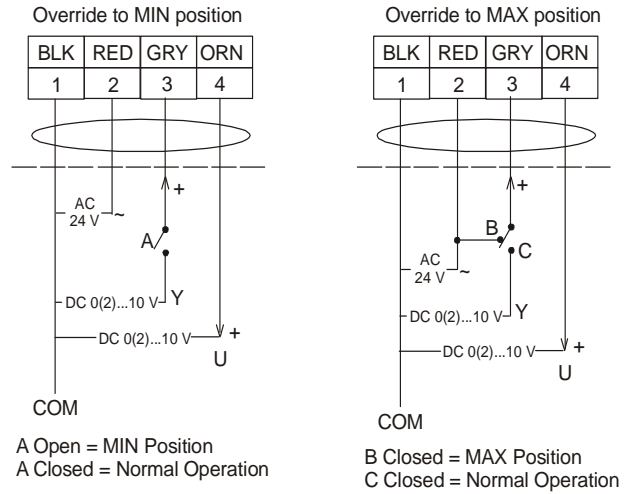 Override to MIN position
BLK RED GRY ORN
1 2 3 4
+
AC
24 V ~
A
DC 0(2)...10 V Y
DC 0(2)...10 V +
U
COM
A Open = MIN Position
A Closed = Normal Operation
Override to MAX position
BLK RED GRY ORN
1 2 3 4
+
B
C
AC
24 V ~
DC 0(2)...10 V Y
DC 0(2)...10 V +
U
COM
B Closed = MAX Position
C Closed = Normal Operation